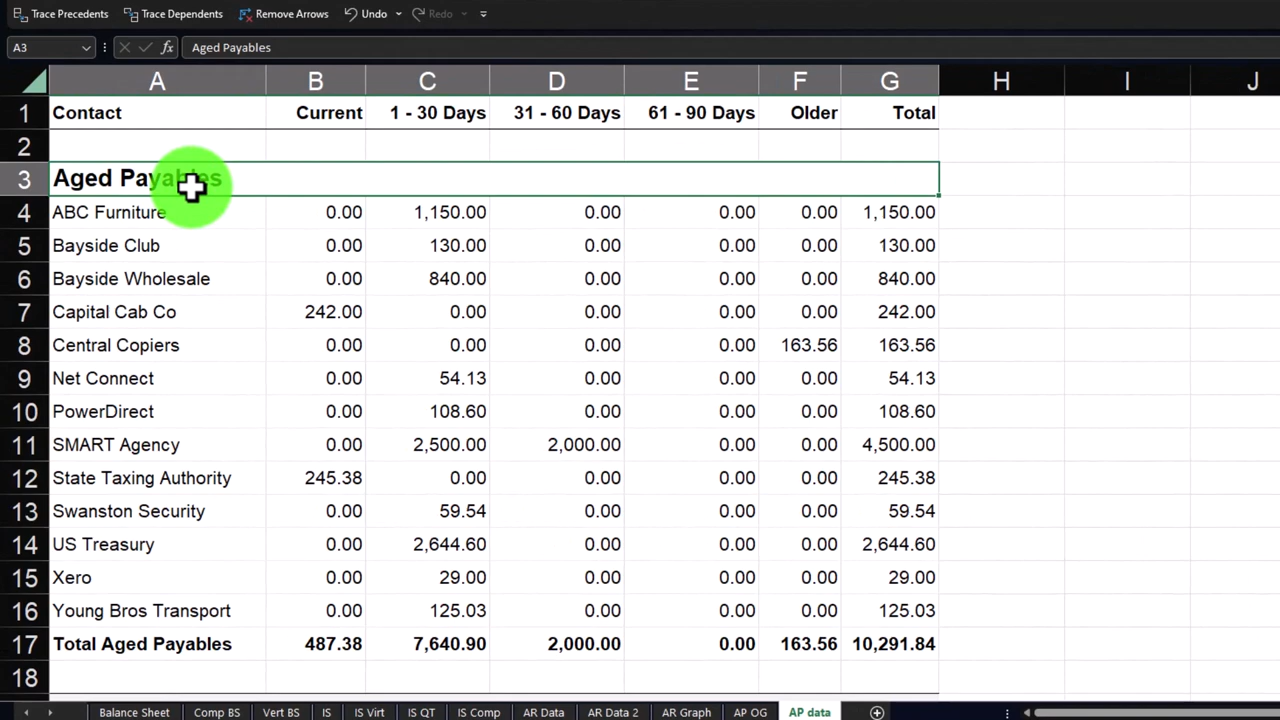 Trace Precedents Trace Dependents Remove Arrows Undo Redo
A3 fx Aged Payables
A B C D E F G H I J
1 Contact Current 1 - 30 Days 31 - 60 Days 61 - 90 Days Older Total
2
3 Aged Payables
4 ABC Furniture 0.00 1,150.00 0.00 0.00 0.00 1,150.00
5 Bayside Club 0.00 130.00 0.00 0.00 0.00 130.00
6 Bayside Wholesale 0.00 840.00 0.00 0.00 0.00 840.00
7 Capital Cab Co 242.00 0.00 0.00 0.00 0.00 242.00
8 Central Copiers 0.00 0.00 0.00 0.00 163.56 163.56
9 Net Connect 0.00 54.13 0.00 0.00 0.00 54.13
10 PowerDirect 0.00 108.60 0.00 0.00 0.00 108.60
11 SMART Agency 0.00 2,500.00 2,000.00 0.00 0.00 4,500.00
12 State Taxing Authority 245.38 0.00 0.00 0.00 0.00 245.38
13 Swanston Security 0.00 59.54 0.00 0.00 0.00 59.54
14 US Treasury 0.00 2,644.60 0.00 0.00 0.00 2,644.60
15 Xero 0.00 29.00 0.00 0.00 0.00 29.00
16 Young Bros Transport 0.00 125.03 0.00 0.00 0.00 125.03
17 Total Aged Payables 487.38 7,640.90 2,000.00 0.00 163.56 10,291.84
18
Balance Sheet Comp BS Vert BS IS IS Virt IS QT IS Comp AR Data AR Data 2 AR Graph AP OG AP data